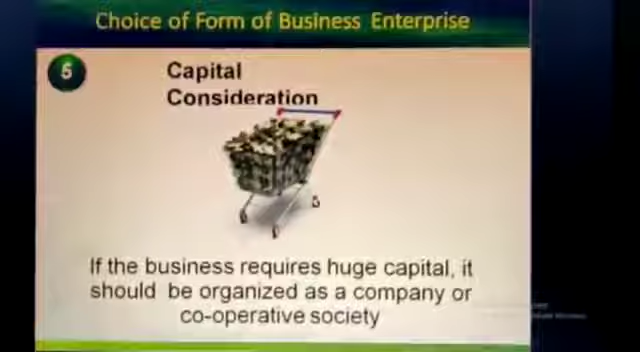 Choice of Form of Business Enterprise
5
Capital
Consideration
If the business requires huge capital, it
should be organized as a company or
co-operative society